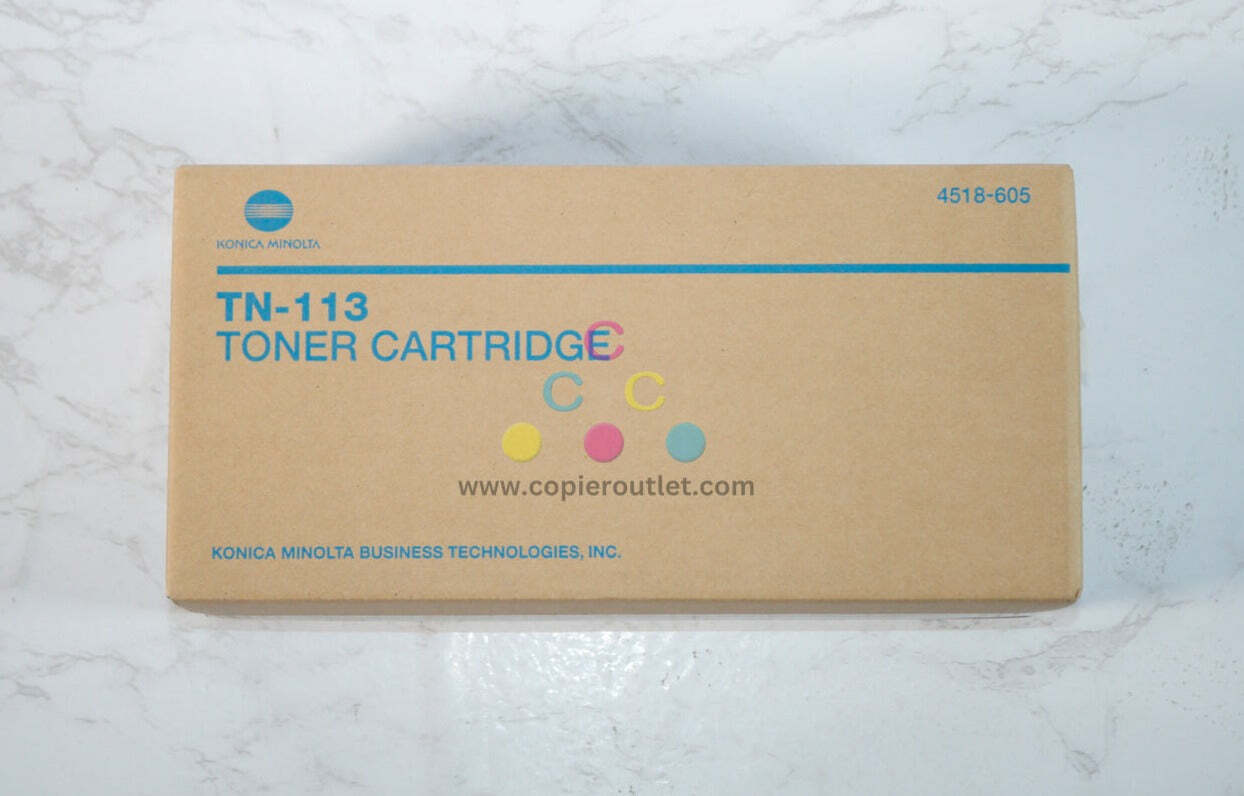 4518-605
KONICA MINOLTA
TN-113
TONER CARTRIDGE
C
C C
www.copieroutlet.com
KONICA MINOLTA BUSINESS TECHNOLOGIES, INC.